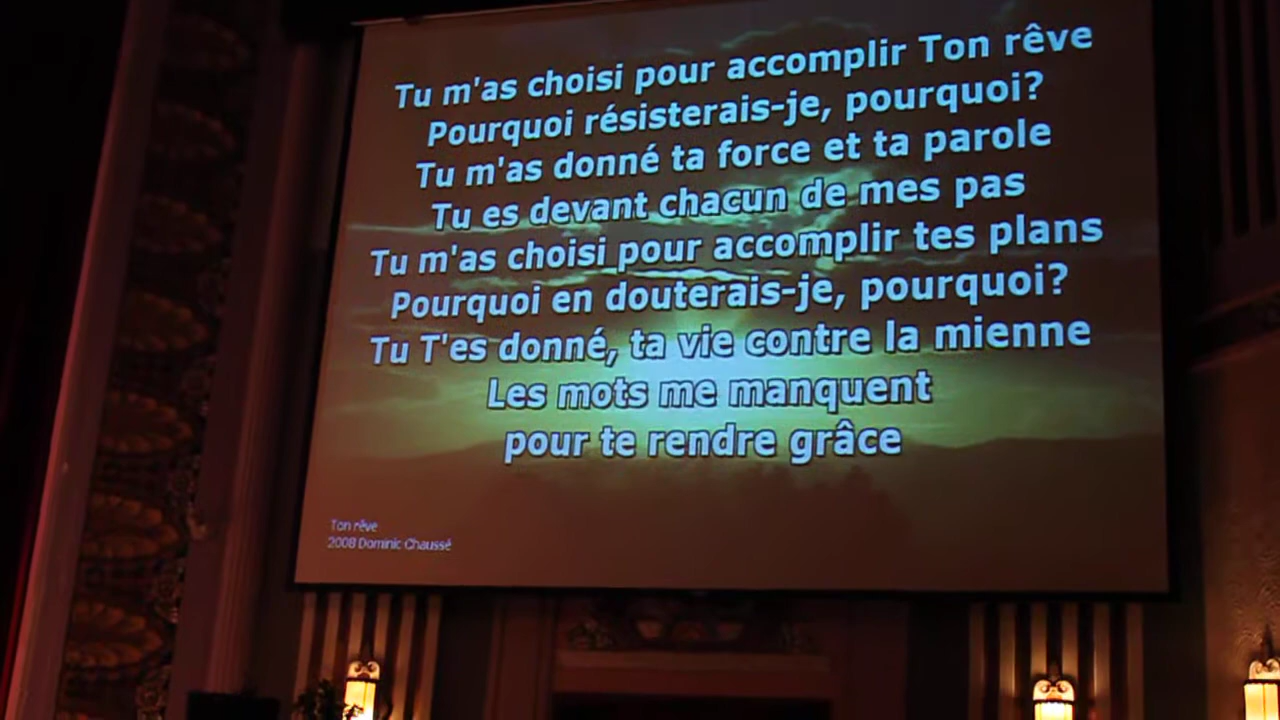 Tu m'as choisi pour accomplir Ton rêve
Pourquoi résisterais-je, pourquoi?
Tu m'as donné ta force et ta parole
Tu es devant chacun de mes pas
Tu m'as choisi pour accomplir tes plans
Pourquoi en douterais-je, pourquoi?
Tu T'es donné, ta vie contre la mienne
Les mots me manquent
pour te rendre grâce
Ton rêve
2008 Dominic Chaussé